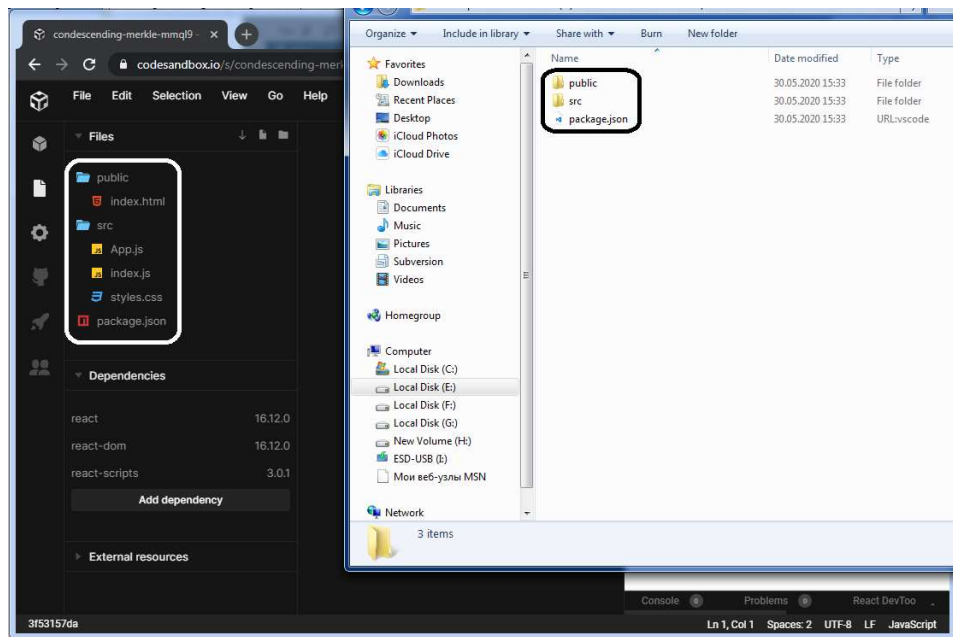 condescending-merkle-mmql9 -
codesandbox.io/s/condescending-merk
File Edit Selection View Go Help
Files
public
index.html
src
App.js
index.js
styles.css
package.json
Dependencies
react 16.12.0
react-dom 16.12.0
react-scripts 3.0.1
Add dependency
External resources
3f53157da
Organize Include in library Share with Burn New folder
Favorites
Downloads
Recent Places
Desktop
iCloud Photos
iCloud Drive
Libraries
Documents
Music
Pictures
Subversion
Videos
Homegroup
Computer
Local Disk (C:)
Local Disk (E:)
Local Disk (F:)
Local Disk (G:)
New Volume (H:)
ESD-USB (I:)
Мои веб-узлы MSN
Network
Name Date modified Type
public 30.05.2020 15:33 File folder
src 30.05.2020 15:33 File folder
package.json 30.05.2020 15:33 URL:vscode
3 items
Console 0 Problems 0 React DevToo
Ln 1, Col 1 Spaces: 2 UTF-8 LF JavaScript